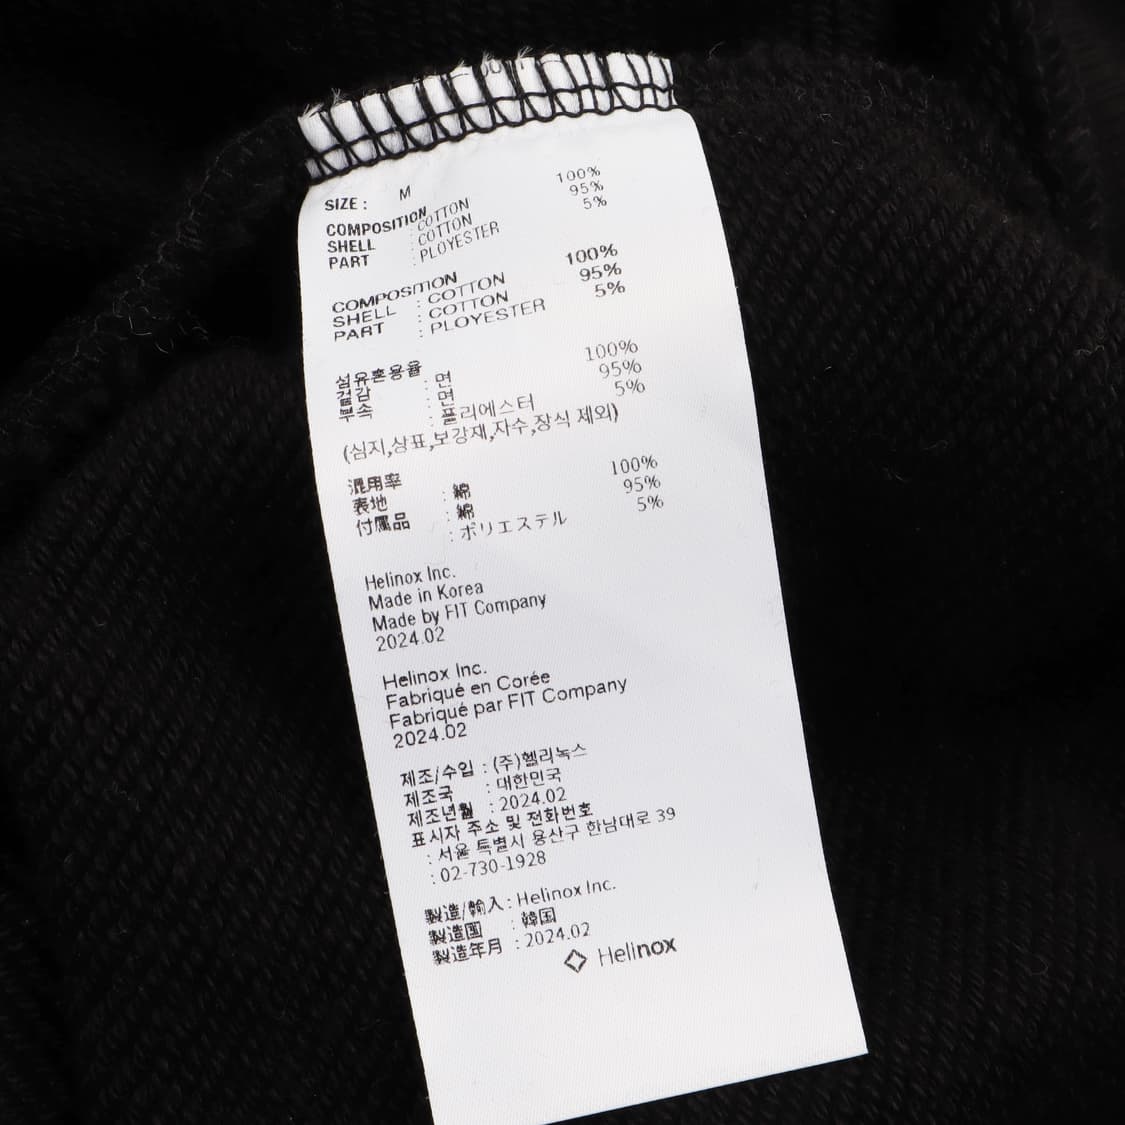 SIZE : M
COMPOSITION
SHELL : COTTON 100%
PART : COTTON 95%
: PLOYESTER 5%
COMPOSITION
SHELL : COTTON 100%
PART : COTTON 95%
: PLOYESTER 5%
섬유혼용율
겉감 : 면 100%
부속 : 면 95%
: 폴리에스터 5%
(심지,상표,보강재,자수,장식 제외)
混用率
表地 : 綿 100%
付属品 : 綿 95%
: ポリエステル 5%
Helinox Inc.
Made in Korea
Made by FIT Company
2024.02
Helinox Inc.
Fabriqué en Corée
Fabriqué par FIT Company
2024.02
제조/수입 : (주)헬리녹스
제조국 : 대한민국
제조년월 : 2024.02
표시자 주소 및 전화번호
: 서울 특별시 용산구 한남대로 39
: 02-730-1928
製造/輸入 : Helinox Inc.
製造國 : 韓国
製造年月 : 2024.02
Helinox